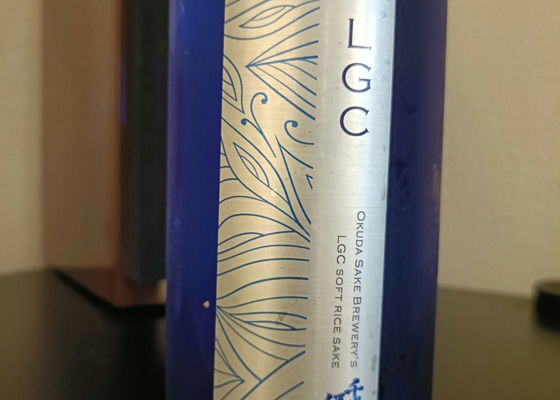 LGC
OKUDA SAKE BREWERY'S
LGC SOFT RICE SAKE